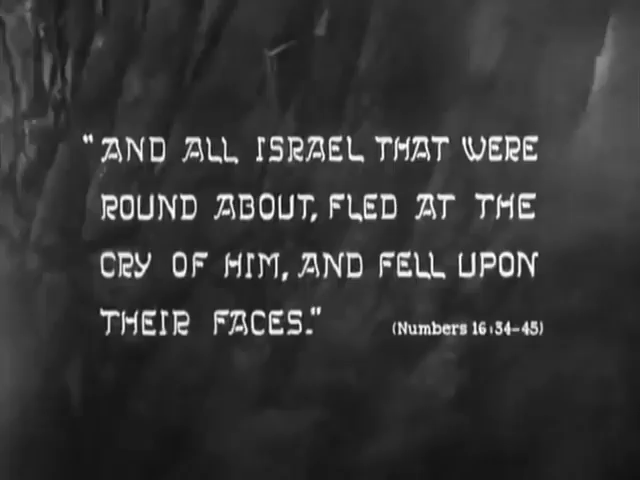 "AND ALL ISRAEL THAT WERE
ROUND ABOUT, FLED AT THE
CRY OF HIM, AND FELL UPON
THEIR FACES."
(Numbers 16:34-45)